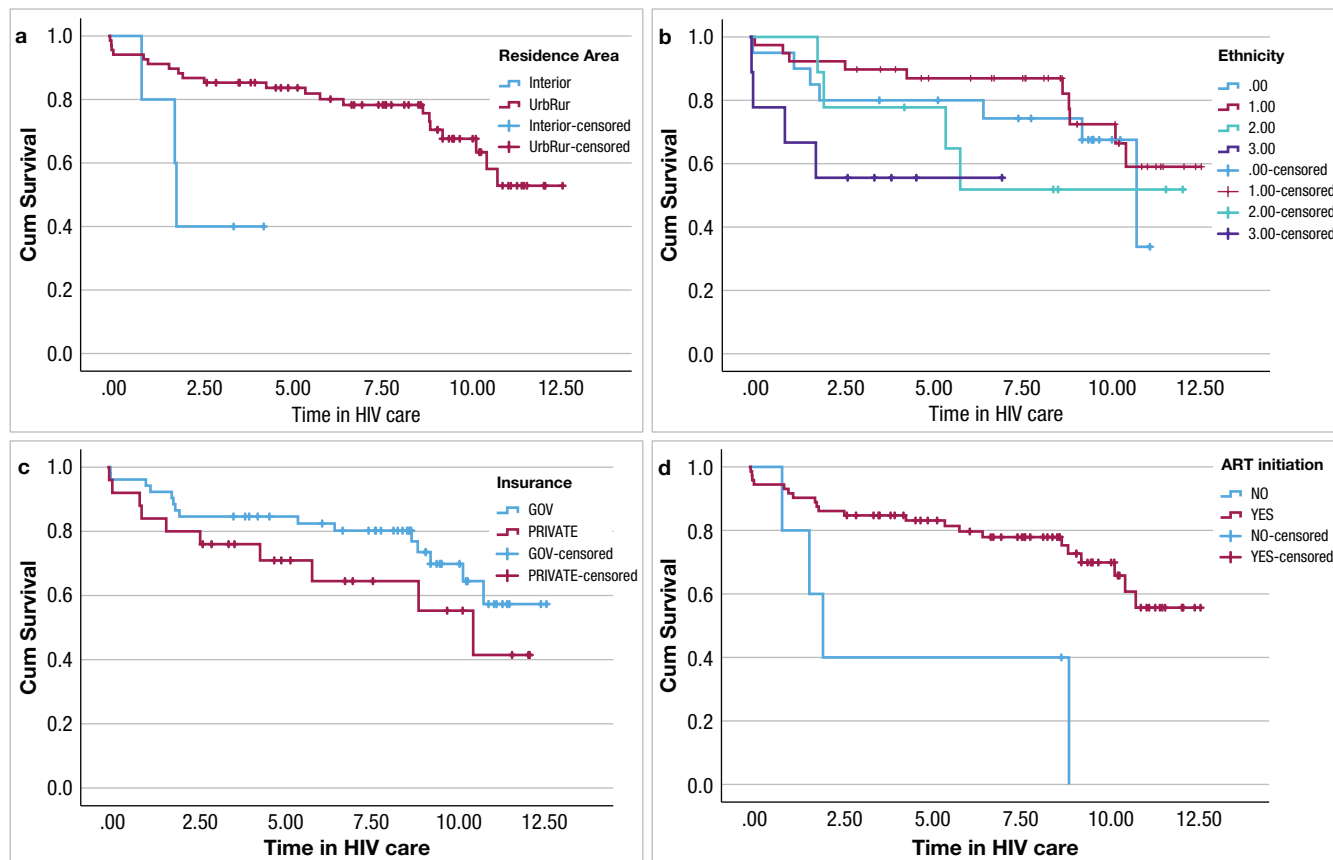 a
Residence Area
Interior
UrbRur
Interior-censored
UrbRur-censored
Cum Survival
1.0
0.8
0.6
0.4
0.2
0.0
.00 2.50 5.00 7.50 10.00 12.50
Time in HIV care
b
Ethnicity
.00
1.00
2.00
3.00
.00-censored
1.00-censored
2.00-censored
3.00-censored
Cum Survival
1.0
0.8
0.6
0.4
0.2
0.0
.00 2.50 5.00 7.50 10.00 12.50
Time in HIV care
c
Insurance
GOV
PRIVATE
GOV-censored
PRIVATE-censored
Cum Survival
1.0
0.8
0.6
0.4
0.2
0.0
.00 2.50 5.00 7.50 10.00 12.50
Time in HIV care
d
ART initiation
NO
YES
NO-censored
YES-censored
Cum Survival
1.0
0.8
0.6
0.4
0.2
0.0
.00 2.50 5.00 7.50 10.00 12.50
Time in HIV care